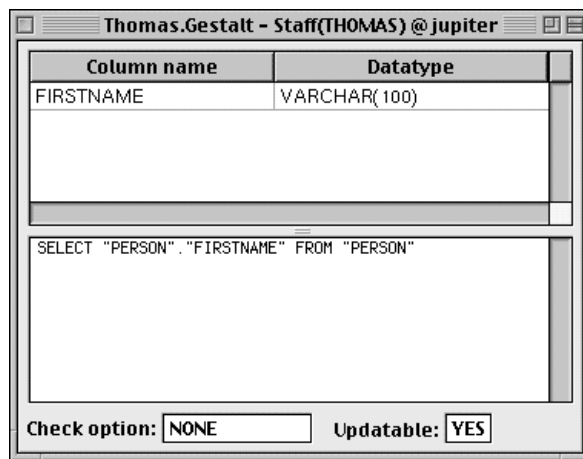 Thomas.Gestalt - Staff(THOMAS) @ jupiter
Column name Datatype
FIRSTNAME VARCHAR(100)
SELECT "PERSON"."FIRSTNAME" FROM "PERSON"
Check option: NONE Updatable: YES